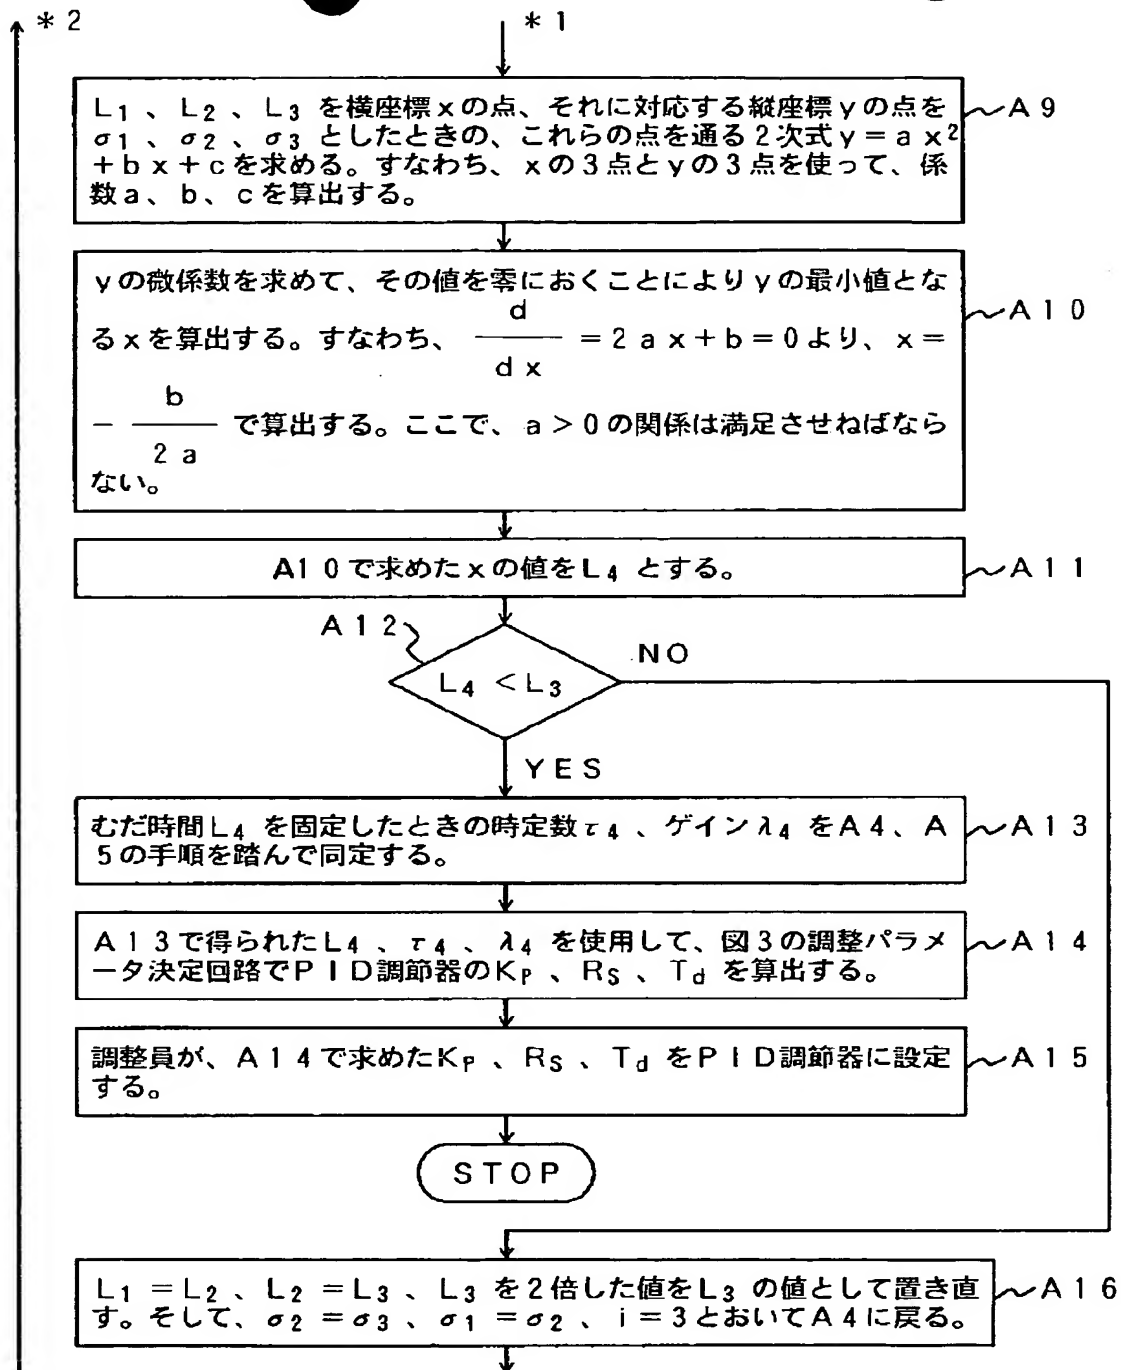 *2
*1
L₁、L₂、L₃を横座標xの点、それに対応する縦座標yの点を
σ₁、σ₂、σ₃としたときの、これらの点を通る2次式y=ax²
+bx+cを求める。すなわち、xの3点とyの3点を使って、係
数a、b、cを算出する。
A9
yの微係数を求めて、その値を零におくことによりyの最小値とな
るxを算出する。すなわち、 d/dx =2ax+b=0より、x=
- b/2a で算出する。ここで、a>0の関係は満足させねばなら
ない。
A10
A10で求めたxの値をL₄とする。
A11
A12
L₄<L₃
NO
YES
むだ時間L₄を固定したときの時定数τ₄、ゲインλ₄をA4、A
5の手順を踏んで同定する。
A13
A13で得られたL₄、τ₄、λ₄を使用して、図3の調整パラメ
ータ決定回路でPID調節器のKₚ、R_S、T_dを算出する。
A14
調整員が、A14で求めたKₚ、R_S、T_dをPID調節器に設定
する。
A15
STOP
L₁=L₂、L₂=L₃、L₃を2倍した値をL₃の値として置き直
す。そして、σ₂=σ₃、σ₁=σ₂、i=3とおいてA4に戻る。
A16